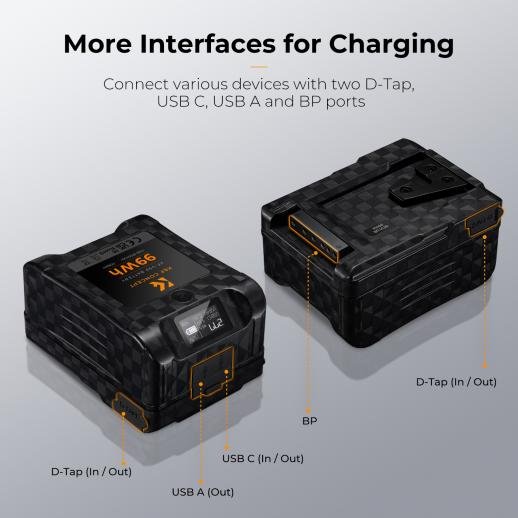 More Interfaces for Charging
Connect various devices with two D-Tap,
USB C, USB A and BP ports
99Wh
K&F CONCEPT
D-Tap (In / Out)
BP
USB C (In / Out)
D-Tap (In / Out)
USB A (Out)